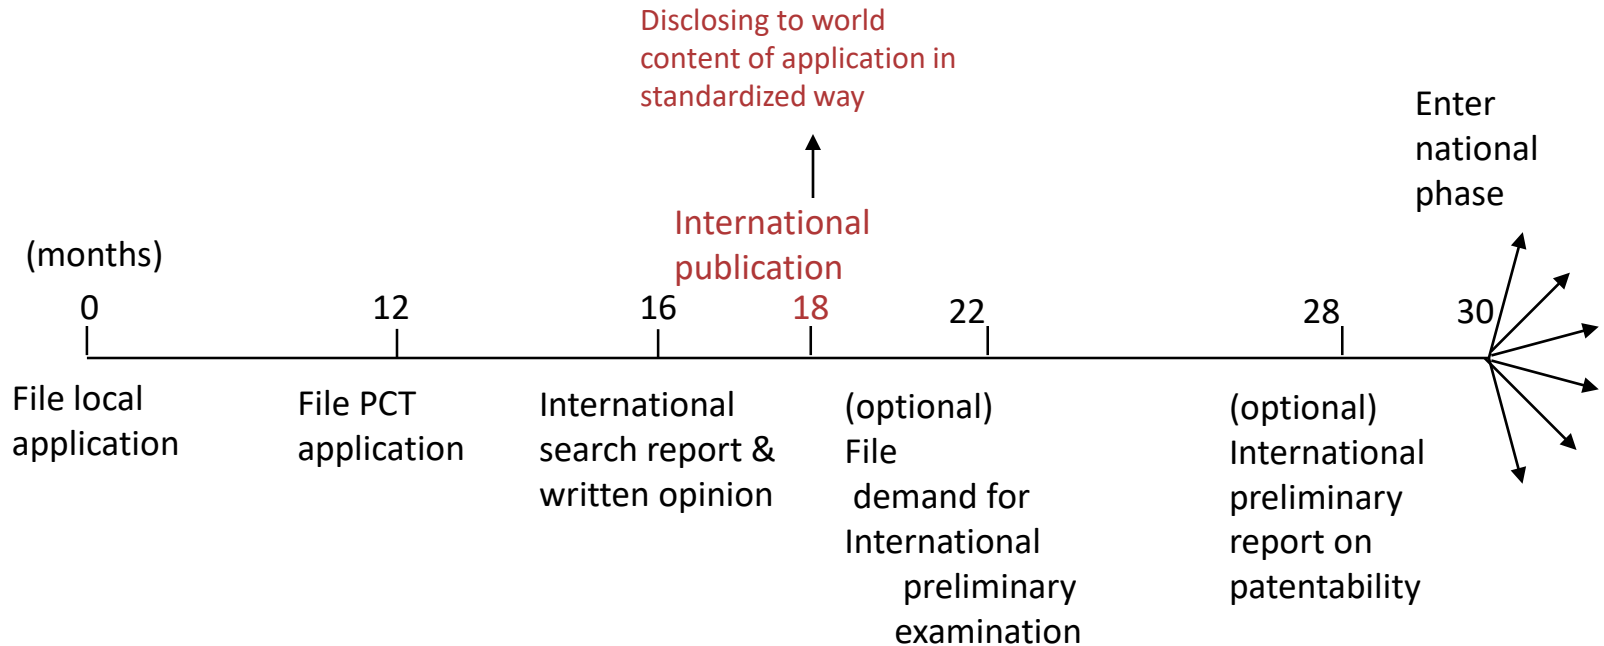 Disclosing to world
content of application in
standardized way
Enter
national
phase
International
publication
(months)
0
12
16
18
22
28
30
File local
application
File PCT
application
International
search report &
written opinion
(optional)
File
demand for
International
preliminary
examination
(optional)
International
preliminary
report on
patentability